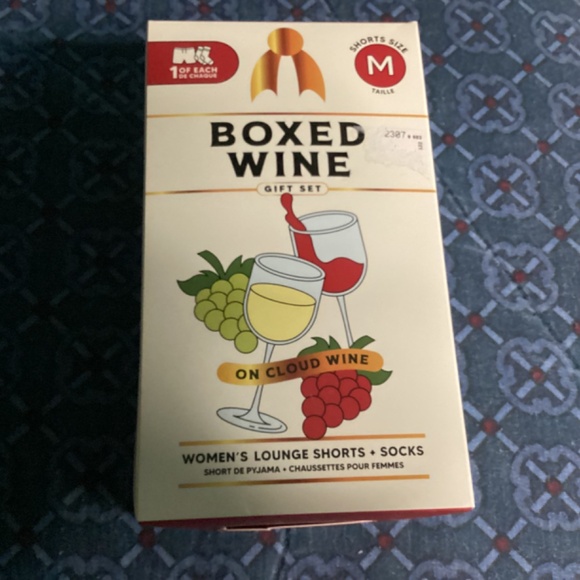 1 OF EACH
DE CHAQUE
SHORTS SIZE
M
TAILLE
BOXED
WINE
GIFT SET
2387
ON CLOUD WINE
WOMEN'S LOUNGE SHORTS + SOCKS
SHORT DE PYJAMA • CHAUSSETTES POUR FEMMES